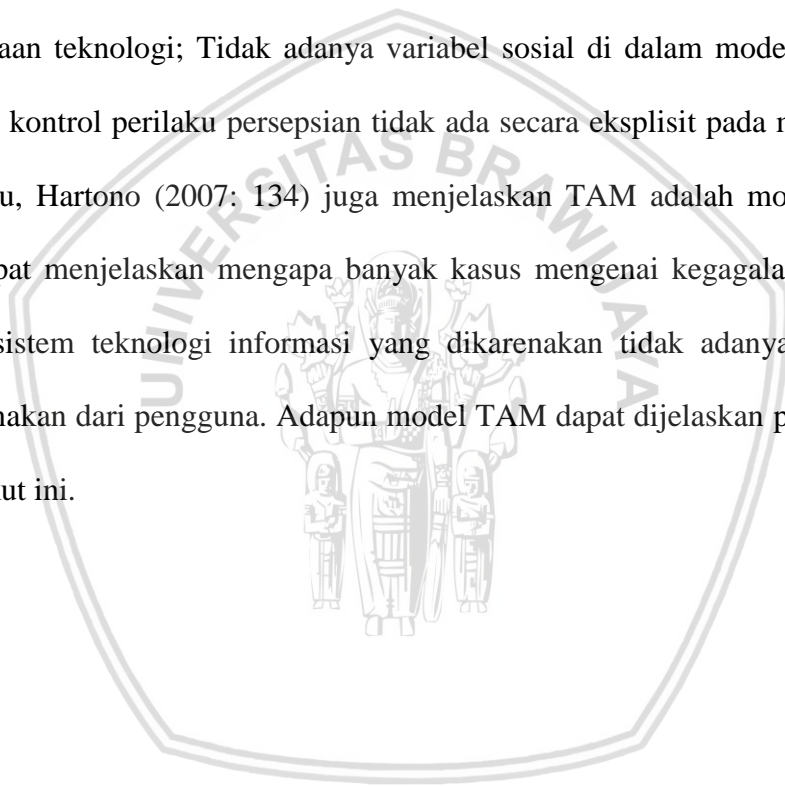 aan teknologi; Tidak adanya variabel sosial di dalam mode
kontrol perilaku persepsian tidak ada secara eksplisit pada
u, Hartono (2007: 134) juga menjelaskan TAM adalah mo
pat menjelaskan mengapa banyak kasus mengenai kegagala
sistem teknologi informasi yang dikarenakan tidak adanya
nakan dari pengguna. Adapun model TAM dapat dijelaskan p
ut ini.
UNIVERSITAS BRAWIJAYA